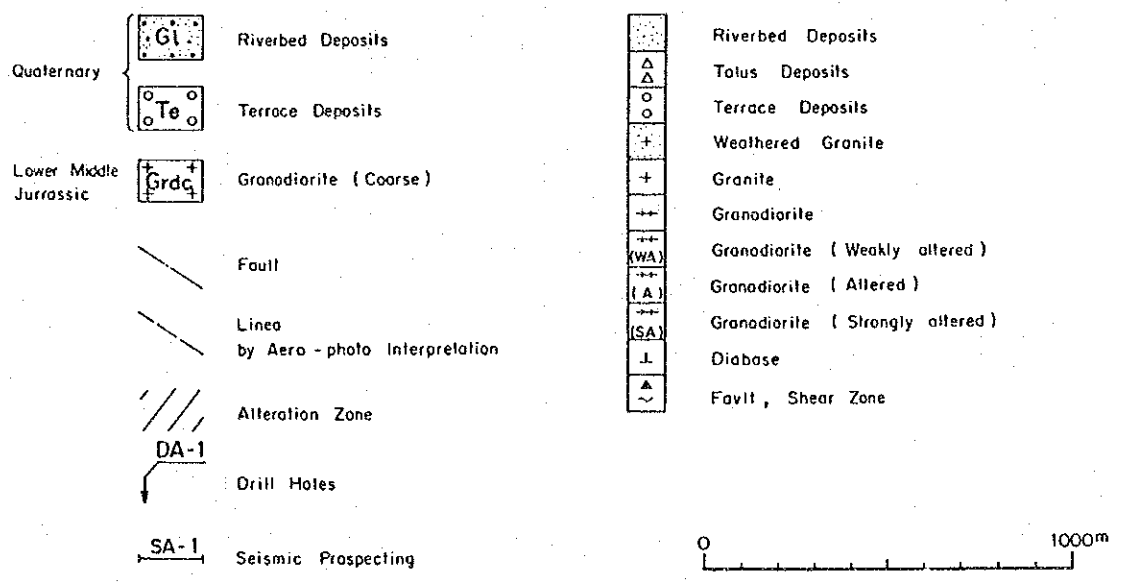 Quaternary
Gl
Riverbed Deposits
Te
Terrace Deposits
Lower Middle
Jurrassic
Grdc
Granodiorite (Coarse)
Fault
Linea
by Aero-photo Interpretation
Alteration Zone
DA-1
Drill Holes
SA-1
Seismic Prospecting
Riverbed Deposits
Talus Deposits
Terrace Deposits
Weathered Granite
Granite
Granodiorite
(WA)
Granodiorite (Weakly altered)
(A)
Granodiorite (Altered)
(SA)
Granodiorite (Strongly altered)
Diabase
Favlt, Shear Zone
0 1000m